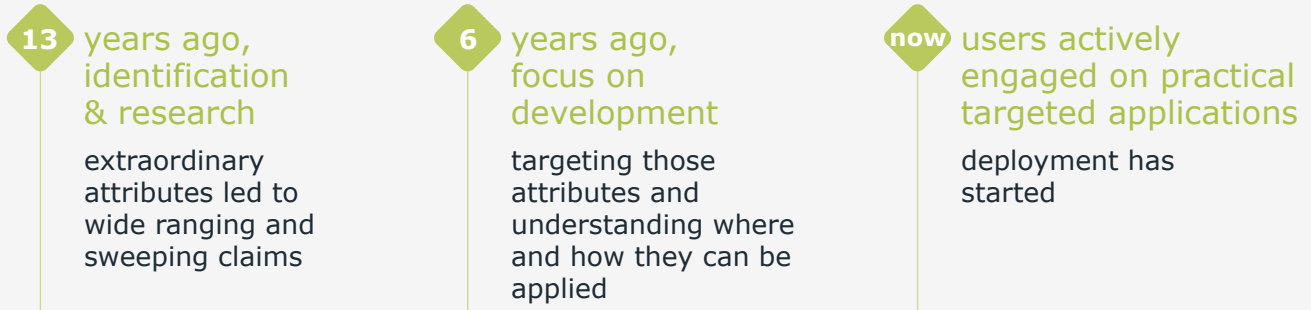 13
years ago,
identification
& research
extraordinary
attributes led to
wide ranging and
sweeping claims
6
years ago,
focus on
development
targeting those
attributes and
understanding where
and how they can be
applied
now
users actively
engaged on practical
targeted applications
deployment has
started